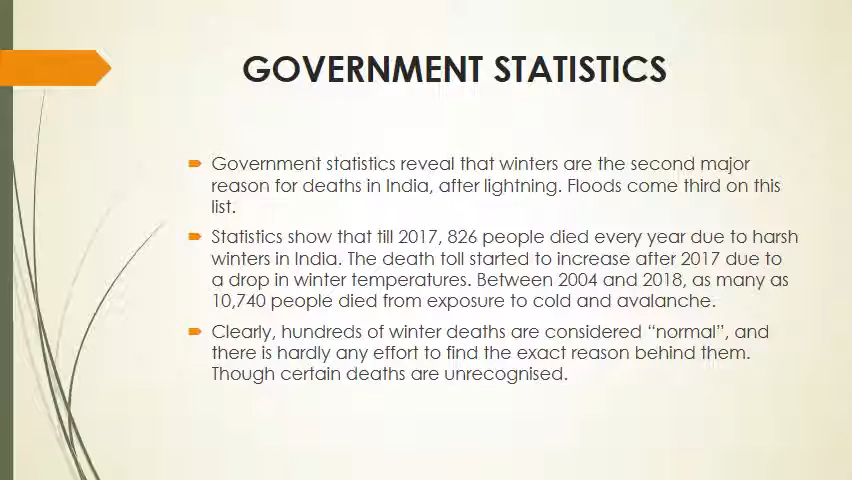 GOVERNMENT STATISTICS
Government statistics reveal that winters are the second major
reason for deaths in India, after lightning. Floods come third on this
list.
Statistics show that till 2017, 826 people died every year due to harsh
winters in India. The death toll started to increase after 2017 due to
a drop in winter temperatures. Between 2004 and 2018, as many as
10,740 people died from exposure to cold and avalanche.
Clearly, hundreds of winter deaths are considered “normal”, and
there is hardly any effort to find the exact reason behind them.
Though certain deaths are unrecognised.